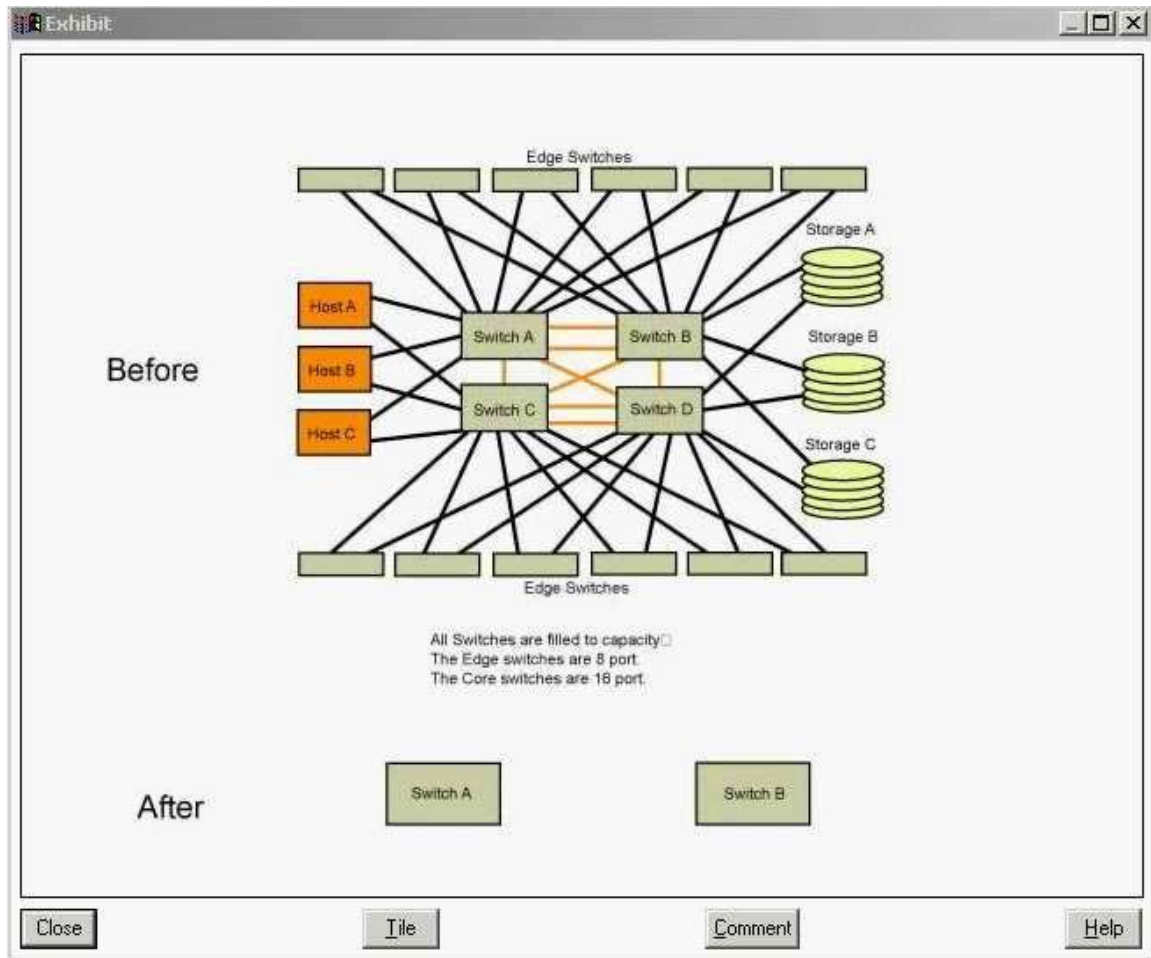 Exhibit
Edge Switches
Storage A
Host A
Switch A
Switch B
Before
Host B
Storage B
Switch C
Switch D
Host C
Storage C
Edge Switches
All Switches are filled to capacity□
The Edge switches are 8 port.
The Core switches are 16 port.
After
Switch A
Switch B
Close
Tile
Comment
Help